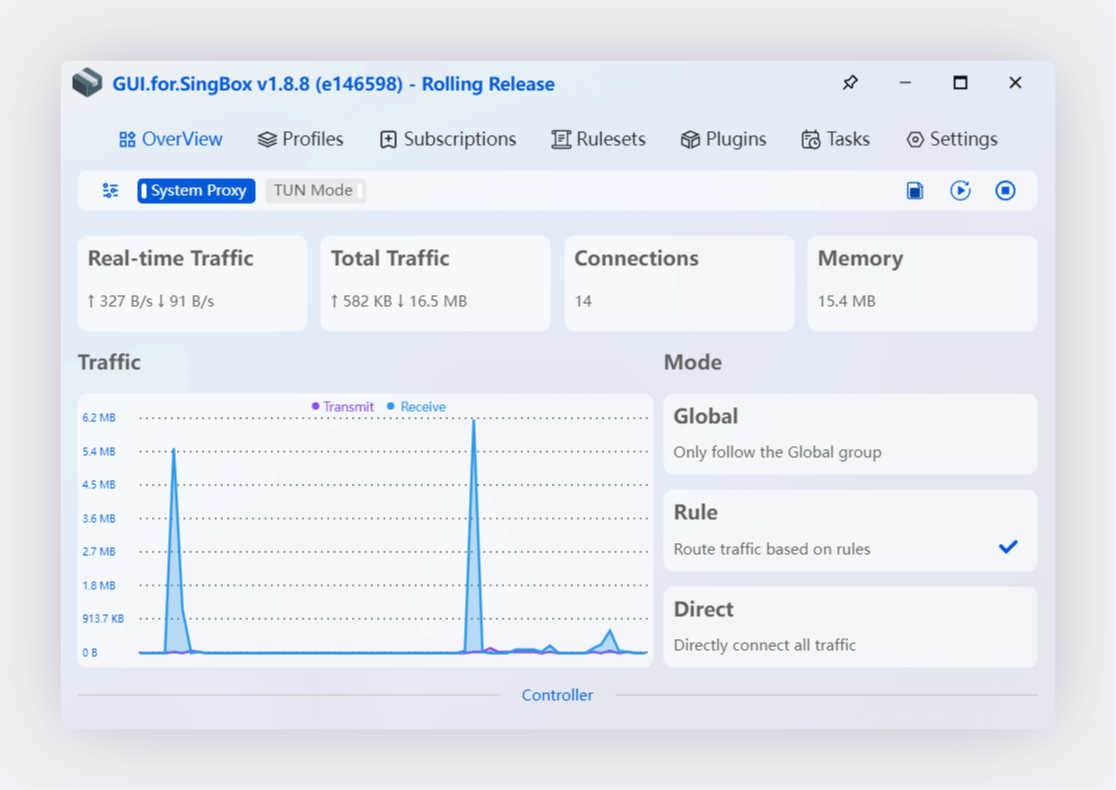 GUI.for.SingBox v1.8.8 (e146598) - Rolling Release
OverView Profiles Subscriptions Rulesets Plugins Tasks Settings
System Proxy TUN Mode
Real-time Traffic
↑ 327 B/s ↓ 91 B/s
Total Traffic
↑ 582 KB ↓ 16.5 MB
Connections
14
Memory
15.4 MB
Traffic
Transmit Receive
6.2 MB
5.4 MB
4.5 MB
3.6 MB
2.7 MB
1.8 MB
913.7 KB
0 B
Mode
Global
Only follow the Global group
Rule
Route traffic based on rules
Direct
Directly connect all traffic
Controller